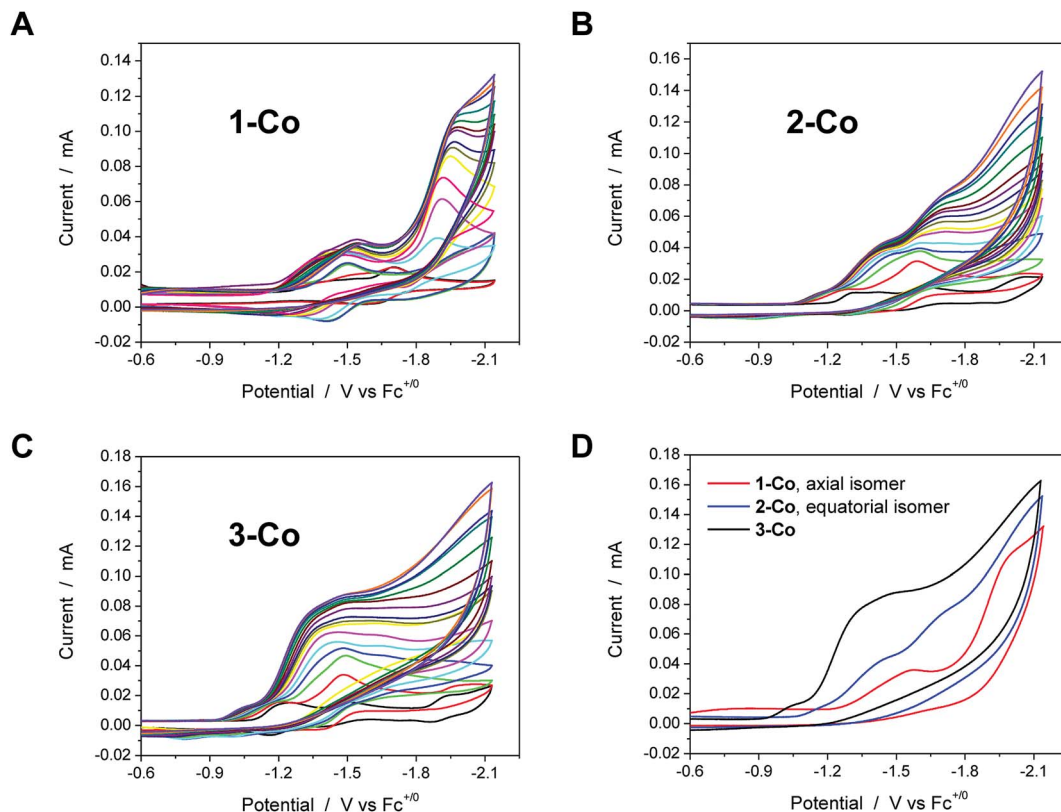 A
0.14
0.12
0.10
0.08
0.06
0.04
0.02
0.00
-0.02
Current / mA
1-Co
-0.6 -0.9 -1.2 -1.5 -1.8 -2.1
Potential / V vs Fc+/0
B
0.16
0.14
0.12
0.10
0.08
0.06
0.04
0.02
0.00
-0.02
Current / mA
2-Co
-0.6 -0.9 -1.2 -1.5 -1.8 -2.1
Potential / V vs Fc+/0
C
0.18
0.16
0.14
0.12
0.10
0.08
0.06
0.04
0.02
0.00
-0.02
Current / mA
3-Co
-0.6 -0.9 -1.2 -1.5 -1.8 -2.1
Potential / V vs Fc+/0
D
0.18
0.16
0.14
0.12
0.10
0.08
0.06
0.04
0.02
0.00
-0.02
Current / mA
1-Co, axial isomer
2-Co, equatorial isomer
3-Co
-0.6 -0.9 -1.2 -1.5 -1.8 -2.1
Potential / V vs Fc+/0